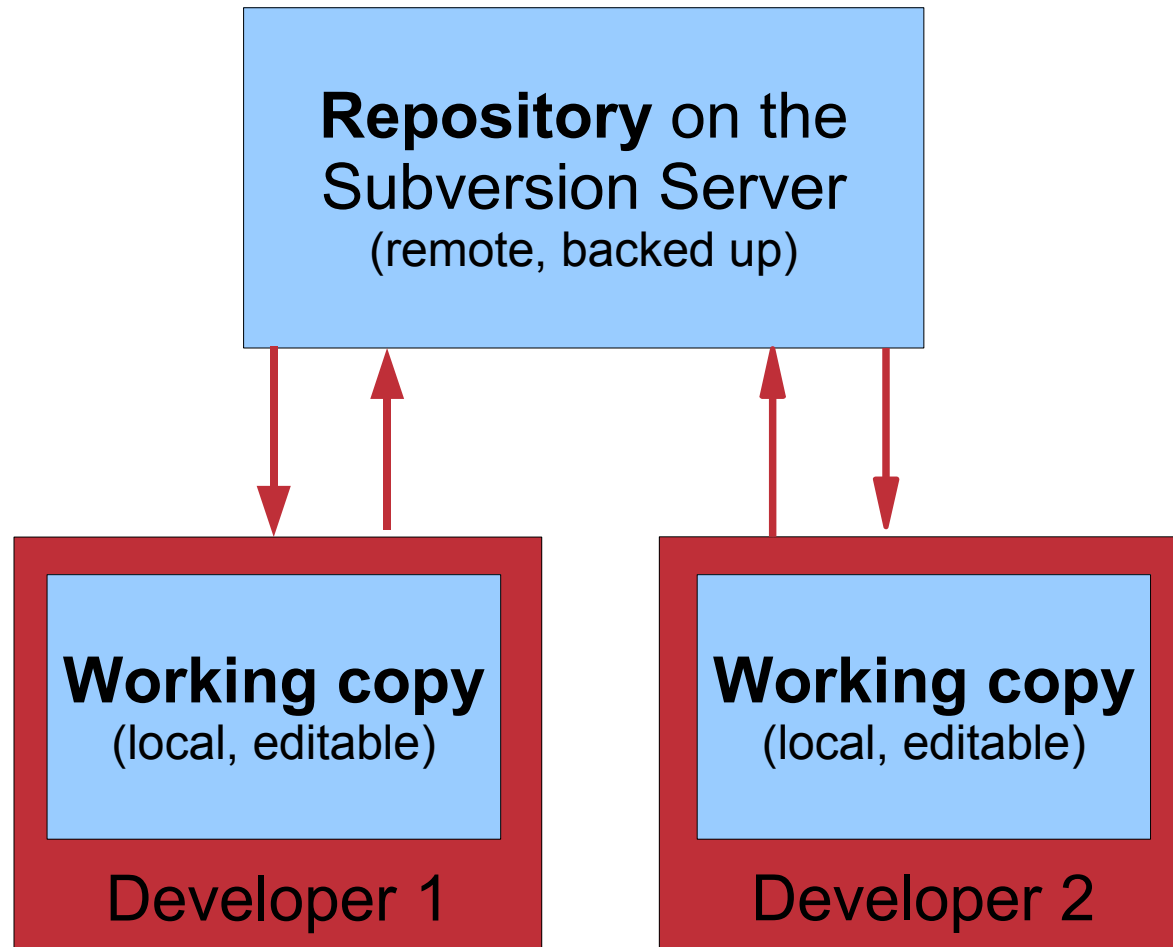 Repository on the
Subversion Server
(remote, backed up)
Working copy
(local, editable)
Developer 1
Working copy
(local, editable)
Developer 2